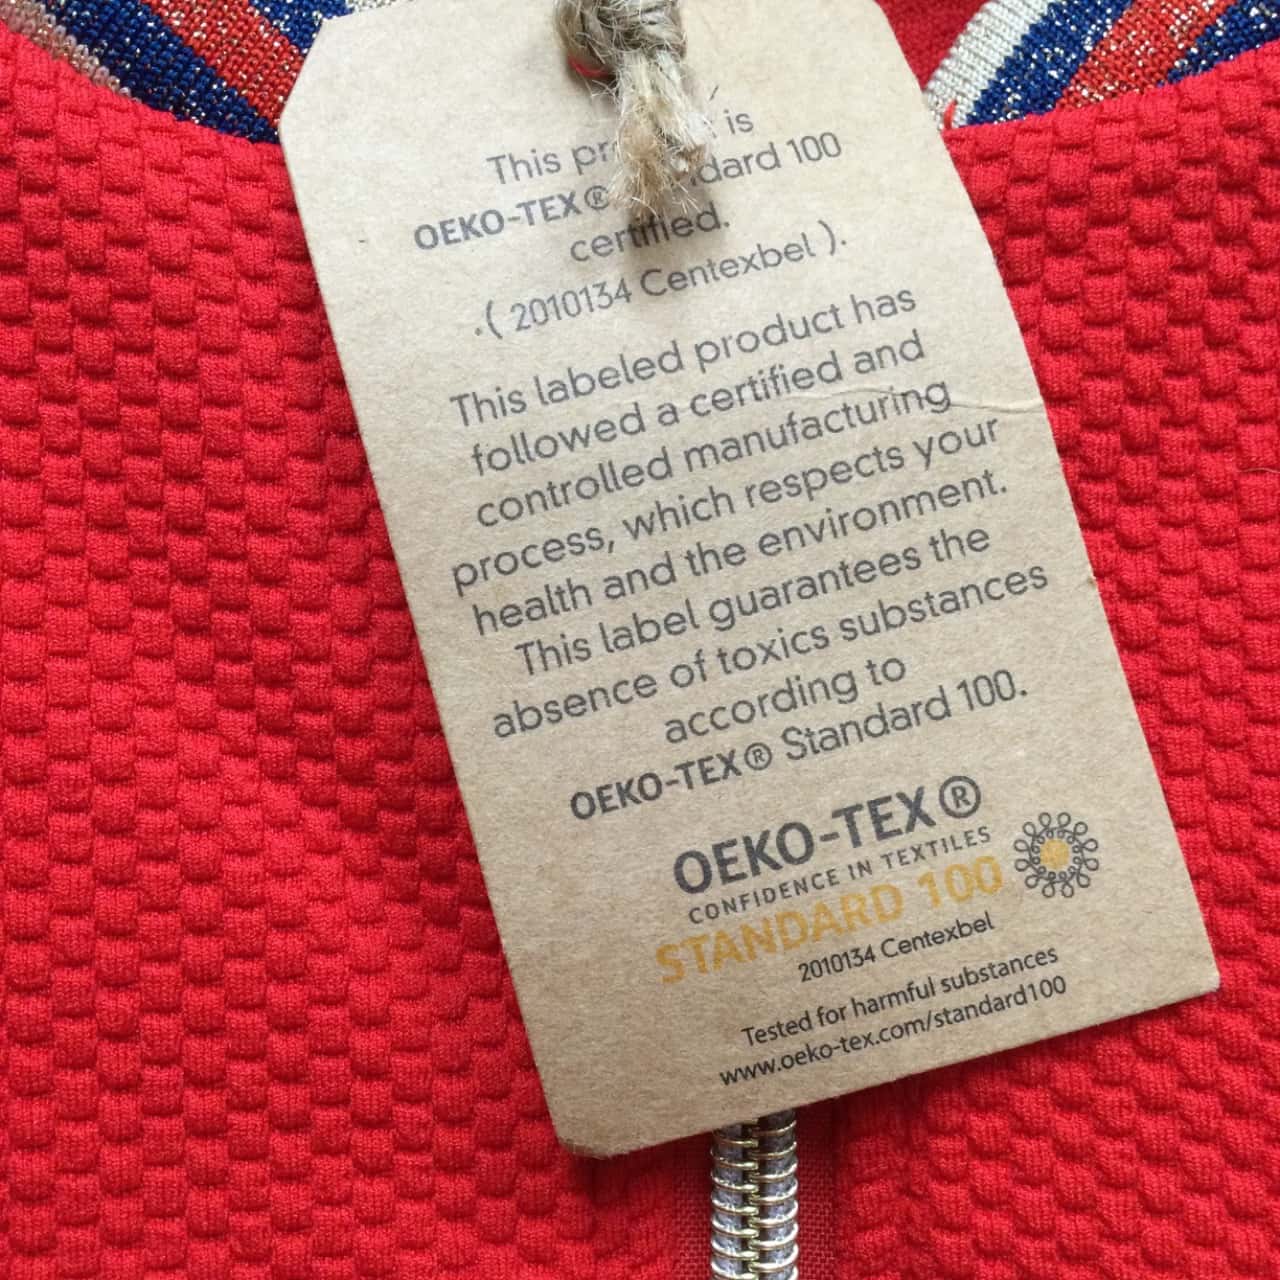 This is
OEKO-TEX® Standard 100
certified.
.( 2010134 Centexbel ).
This labeled product has
followed a certified and
controlled manufacturing
process, which respects your
health and the environment.
This label guarantees the
absence of toxics substances
according to
OEKO-TEX® Standard 100.
OEKO-TEX®
CONFIDENCE IN TEXTILES
STANDARD 100
2010134 Centexbel
Tested for harmful substances
www.oeko-tex.com/standard100